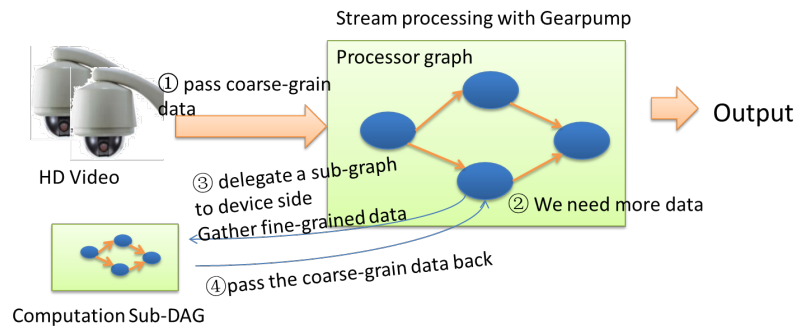 Stream processing with Gearpump
Processor graph
① pass coarse-grain
data
Output
HD Video
③ delegate a sub-graph
to device side
Gather fine-grained data
② We need more data
④pass the coarse-grain data back
Computation Sub-DAG